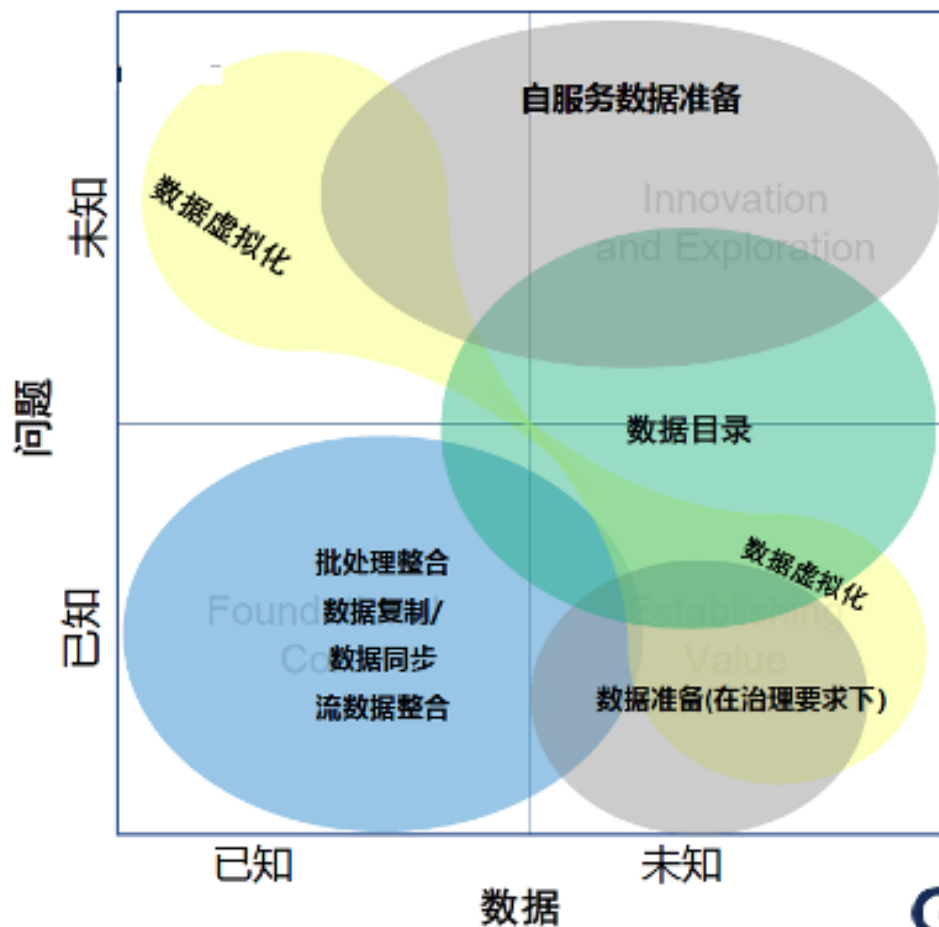 自服务数据准备
Innovation
and Exploration
数据虚拟化
未知
问题
数据目录
数据虚拟化
批处理整合
数据复制/
数据同步
流数据整合
Establishing
Value
数据准备(在治理要求下)
已知
已知
未知
数据